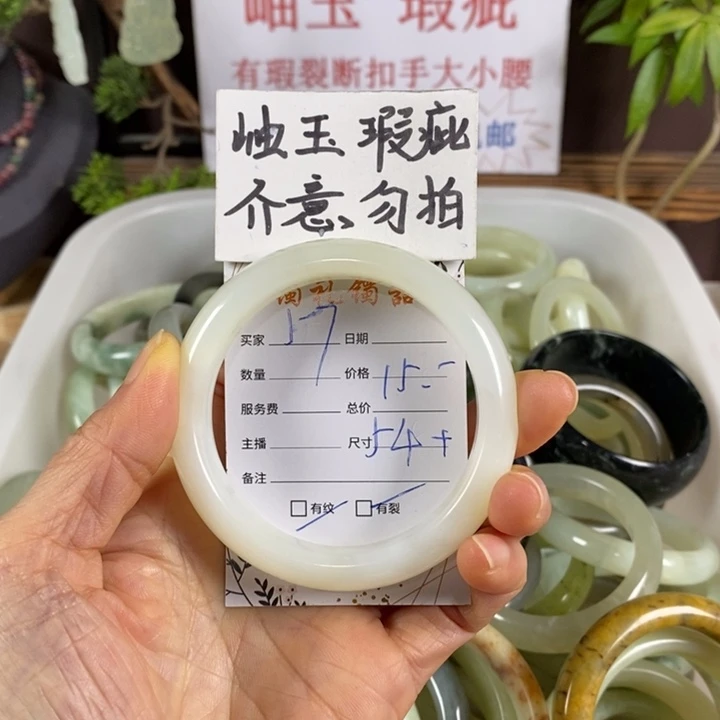 岫玉 瑕疵
有瑕裂断扣手大小腰
邮
岫玉 瑕疵
介意、勿拍
买家 17 日期
数量 价格 15.-
服务费 总价
主播 尺寸 54+
备注
有纹 有裂